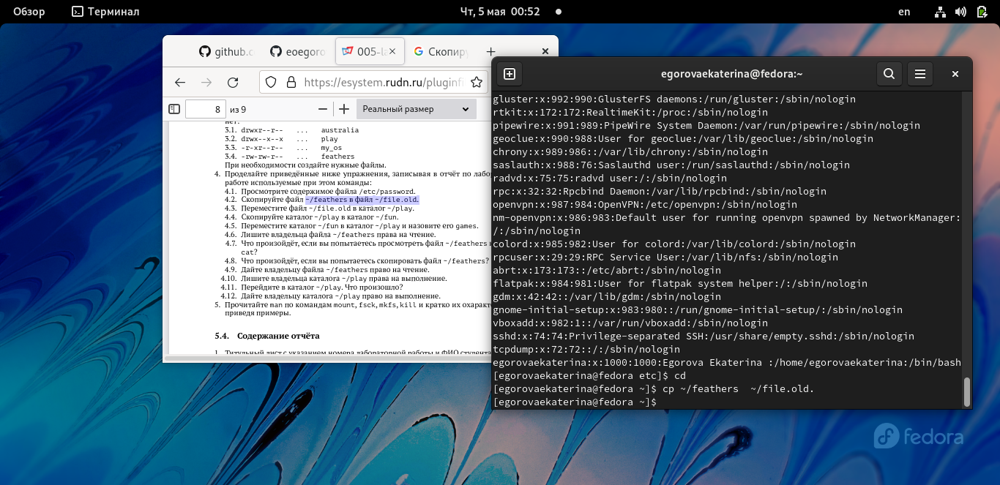 Обзор
Терминал
Чт, 5 мая 00:52
en
github.c
eoegoro
005-la
Скопиру
https://esystem.rudn.ru/pluginfi
8 из 9
Реальный размер
нет:
3.1. drwxr--r-- ... australia
3.2. drwx--x--x ... play
3.3. -r-xr--r-- ... my_os
3.4. -rw-rw-r-- ... feathers
При необходимости создайте нужные файлы.
4. Проделайте приведённые ниже упражнения, записывая в отчёт по лабо
работе используемые при этом команды:
4.1. Просмотрите содержимое файла /etc/password.
4.2. Скопируйте файл ~/feathers в файл ~/file.old.
4.3. Переместите файл ~/file.old в каталог ~/play.
4.4. Скопируйте каталог ~/play в каталог ~/fun.
4.5. Переместите каталог ~/fun в каталог ~/play и назовите его games.
4.6. Лишите владельца файла ~/feathers права на чтение.
4.7. Что произойдёт, если вы попытаетесь просмотреть файл ~/feathers
cat?
4.8. Что произойдёт, если вы попытаетесь скопировать файл ~/feathers?
4.9. Дайте владельцу файла ~/feathers право на чтение.
4.10. Лишите владельца каталога ~/play права на выполнение.
4.11. Перейдите в каталог ~/play. Что произошло?
4.12. Дайте владельцу каталога ~/play право на выполнение.
5. Прочитайте man по командам mount, fsck, mkfs, kill и кратко их охаракт
приведя примеры.
5.4. Содержание отчёта
1. Титульный лист с указанием номера лабораторной работы и ФИО студента
egorovaekaterina@fedora:~
gluster:x:992:990:GlusterFS daemons:/run/gluster:/sbin/nologin
rtkit:x:172:172:RealtimeKit:/proc:/sbin/nologin
pipewire:x:991:989:PipeWire System Daemon:/var/run/pipewire:/sbin/nologin
geoclue:x:990:988:User for geoclue:/var/lib/geoclue:/sbin/nologin
chrony:x:989:986::/var/lib/chrony:/sbin/nologin
saslauth:x:988:76:Saslauthd user:/run/saslauthd:/sbin/nologin
radvd:x:75:75:radvd user:/:/sbin/nologin
rpc:x:32:32:Rpcbind Daemon:/var/lib/rpcbind:/sbin/nologin
openvpn:x:987:984:OpenVPN:/etc/openvpn:/sbin/nologin
nm-openvpn:x:986:983:Default user for running openvpn spawned by NetworkManager:
/:/sbin/nologin
colord:x:985:982:User for colord:/var/lib/colord:/sbin/nologin
rpcuser:x:29:29:RPC Service User:/var/lib/nfs:/sbin/nologin
abrt:x:173:173::/etc/abrt:/sbin/nologin
flatpak:x:984:981:User for flatpak system helper:/:/sbin/nologin
gdm:x:42:42::/var/lib/gdm:/sbin/nologin
gnome-initial-setup:x:983:980::/run/gnome-initial-setup/:/sbin/nologin
vboxadd:x:982:1::/var/run/vboxadd:/sbin/nologin
sshd:x:74:74:Privilege-separated SSH:/usr/share/empty.sshd:/sbin/nologin
tcpdump:x:72:72::/:/sbin/nologin
egorovaekaterina:x:1000:1000:Egorova Ekaterina :/home/egorovaekaterina:/bin/bash
[egorovaekaterina@fedora etc]$ cd
[egorovaekaterina@fedora ~]$ cp ~/feathers  ~/file.old.
[egorovaekaterina@fedora ~]$
fedora